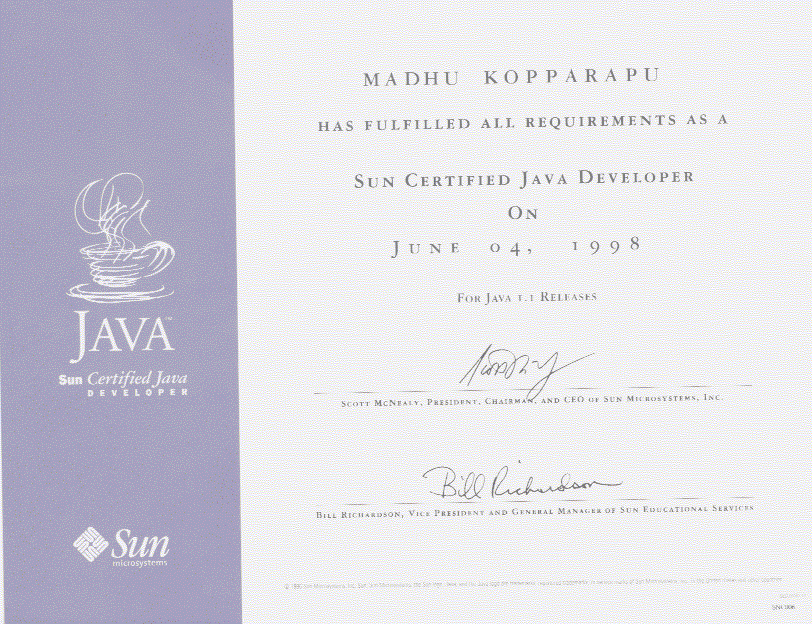 MADHU KOPPARAPU
HAS FULFILLED ALL REQUIREMENTS AS A
SUN CERTIFIED JAVA DEVELOPER
ON
JUNE 04, 1998
FOR JAVA 1.1 RELEASES
SCOTT MCNEALY, PRESIDENT, CHAIRMAN, AND CEO OF SUN MICROSYSTEMS, INC.
Bill Richardson
BILL RICHARDSON, VICE PRESIDENT AND GENERAL MANAGER OF SUN EDUCATIONAL SERVICES
JAVA™
Sun Certified Java
DEVELOPER
Sun
microsystems